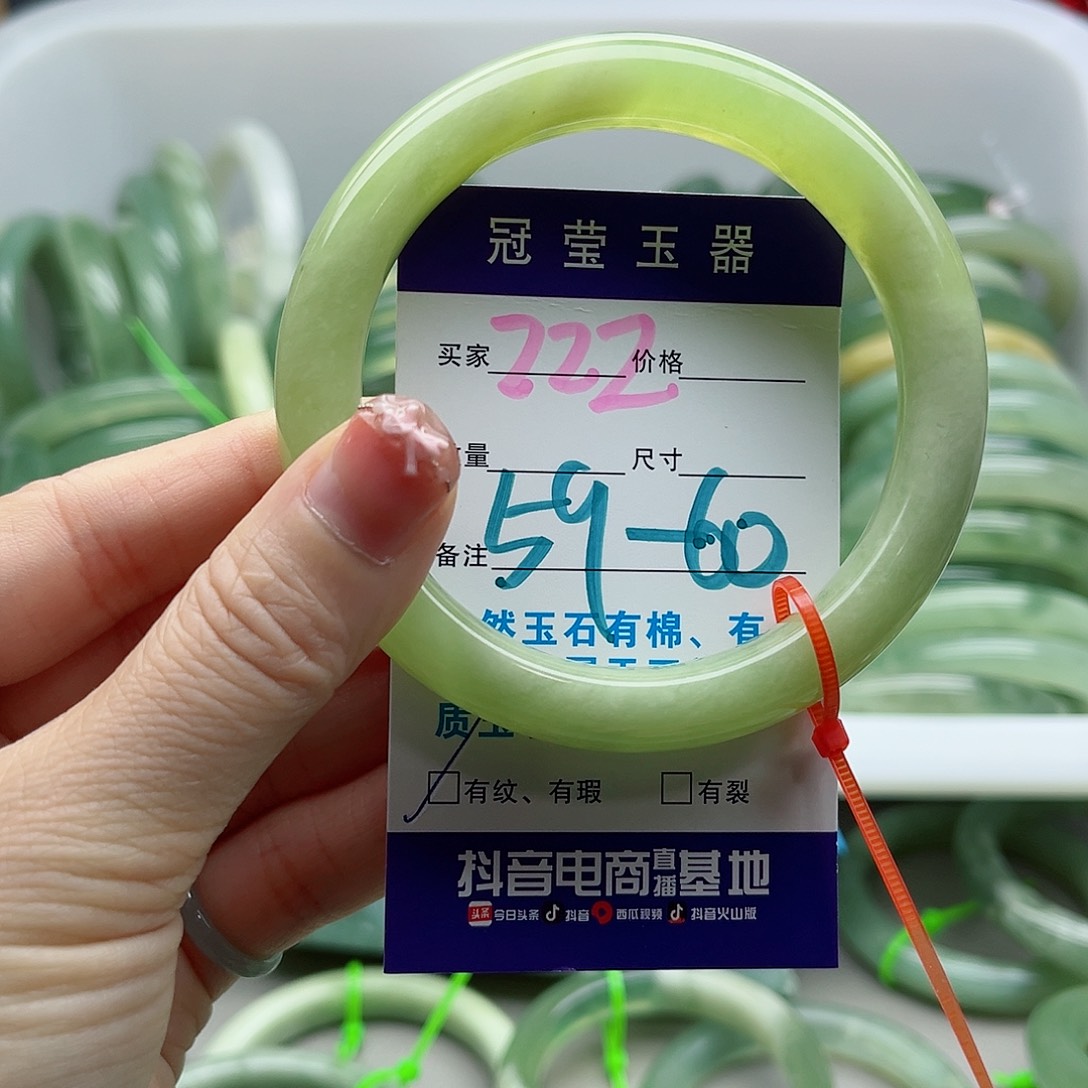 冠莹玉器
买家 222 价格
量 尺寸
备注 59-60
然玉石有棉、有
质玉
有纹、有瑕 有裂
抖音电商直播基地
头条 今日头条 抖音 西瓜视频 抖音火山版